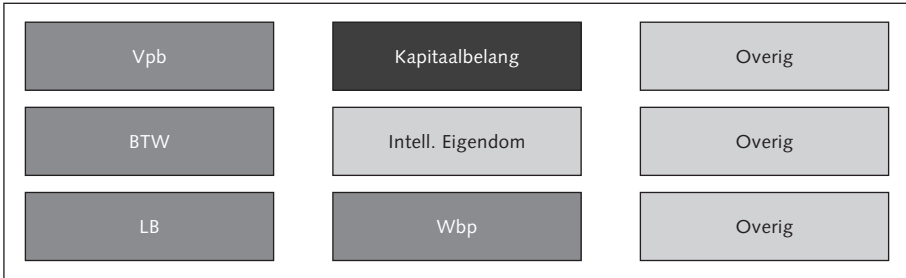 Vpb
Kapitaalbelang
Overig
BTW
Intell. Eigendom
Overig
LB
Wbp
Overig